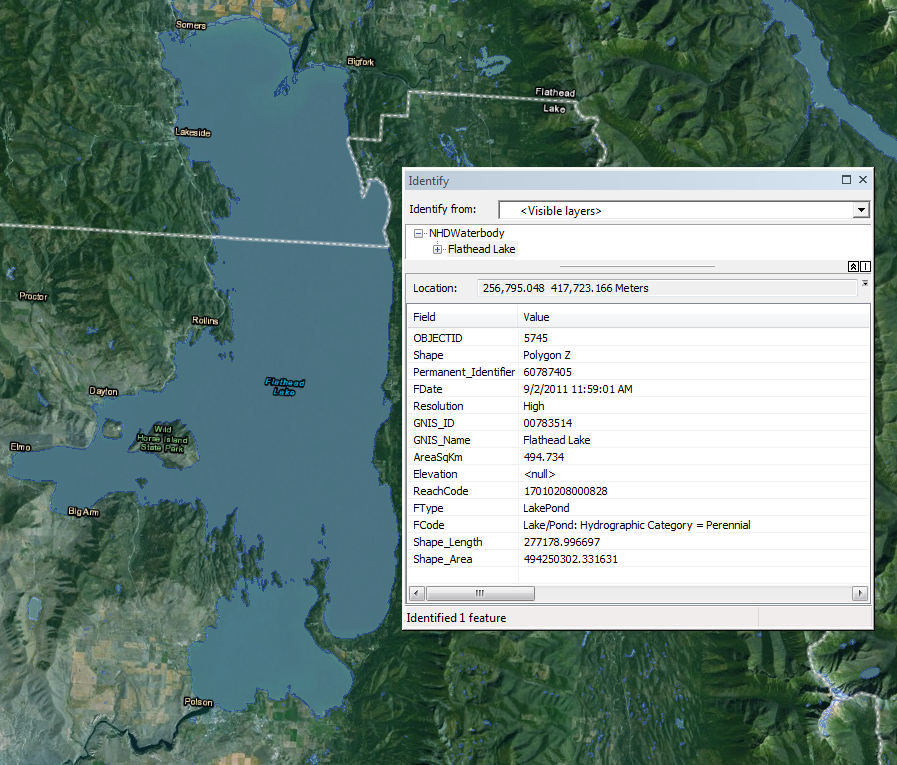 Somers
Bigfork
Flathead
Lake
Lakeside
Proctor
Rollins
Flathead
Lake
Dayton
Wild
Horse Island
State Park
Elmo
Big Arm
Polson
Identify
Identify from: <Visible layers>
NHDWaterbody
Flathead Lake
Location: 256,795.048 417,723.166 Meters
Field Value
OBJECTID 5745
Shape Polygon Z
Permanent_Identifier 60787405
FDate 9/2/2011 11:59:01 AM
Resolution High
GNIS_ID 00783514
GNIS_Name Flathead Lake
AreaSqKm 494.734
Elevation <null>
ReachCode 17010208000828
FType LakePond
FCode Lake/Pond: Hydrographic Category = Perennial
Shape_Length 277178.996697
Shape_Area 494250302.331631
Identified 1 feature